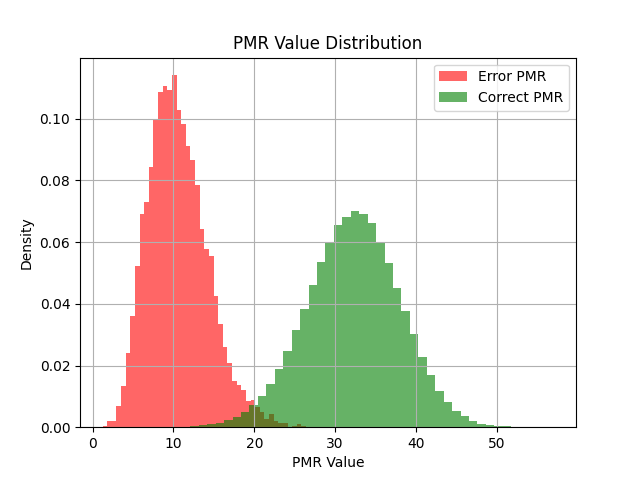 PMR Value Distribution
Error PMR
Correct PMR
Density
0.10
0.08
0.06
0.04
0.02
0.00
0 10 20 30 40 50
PMR Value